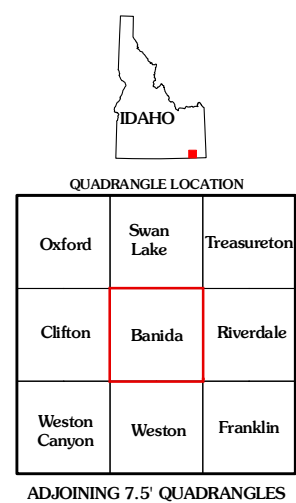 IDAHO
QUADRANGLE LOCATION
Oxford
Swan
Lake
Treasureton
Clifton
Banida
Riverdale
Weston
Canyon
Weston
Franklin
ADJOINING 7.5' QUADRANGLES